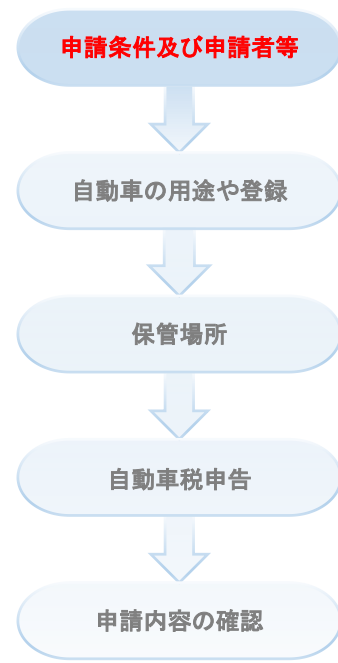 申請条件及び申請者等
自動車の用途や登録
保管場所
自動車税申告
申請内容の確認